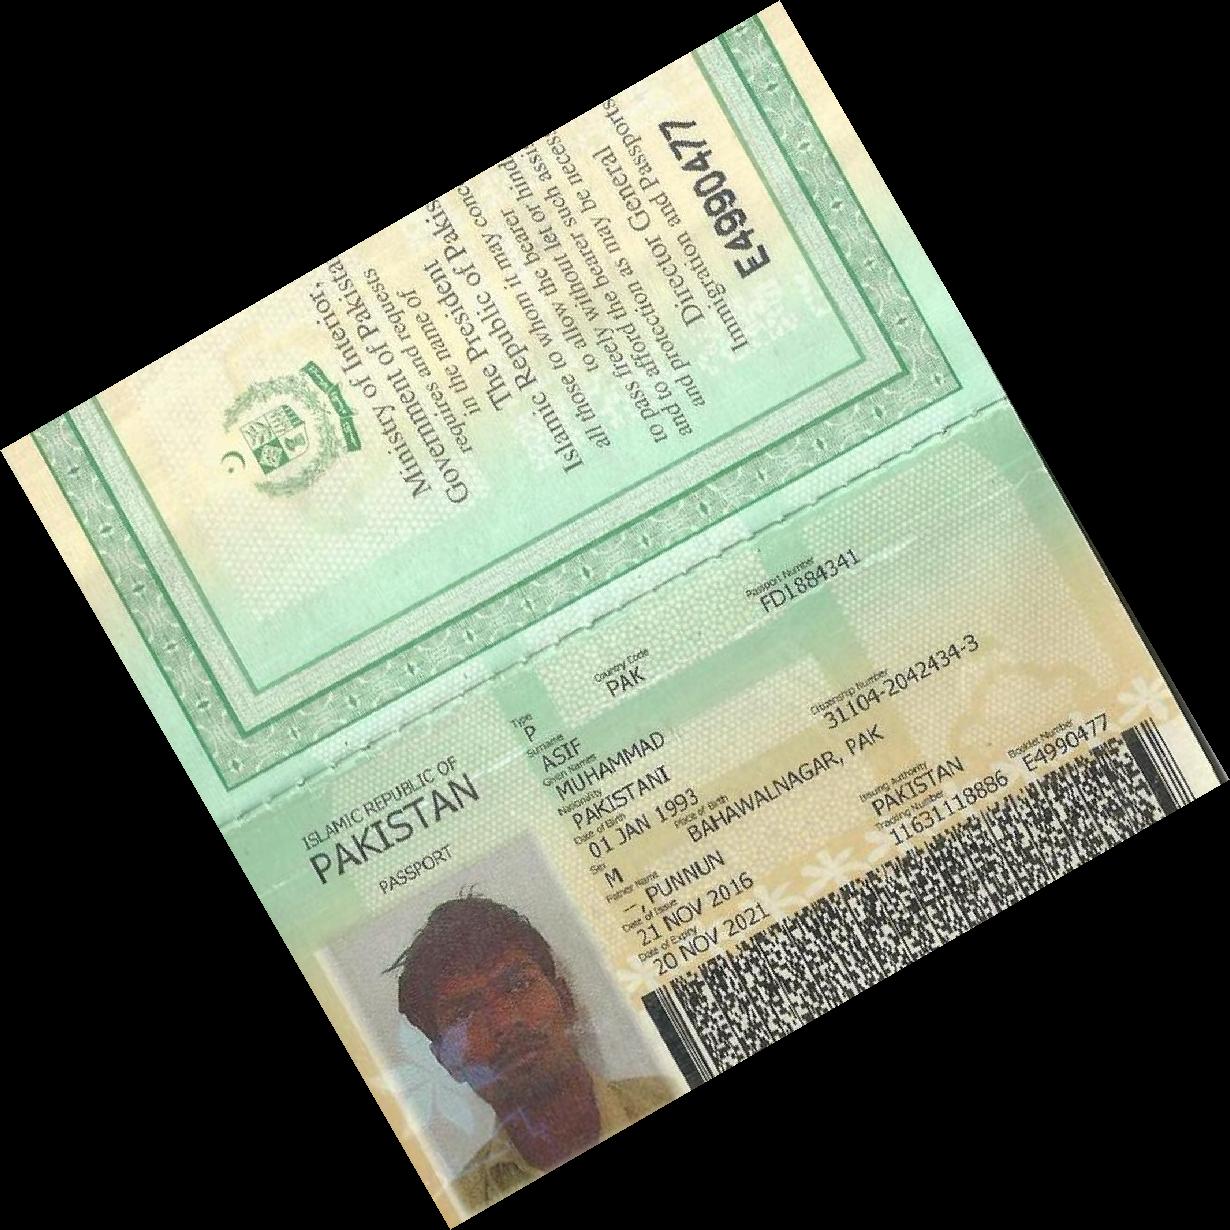 Ministry of Interior,
Government of Pakista
requires and requests
in the name of
The President
Islamic Republic of Pakis
all those to whom it may conc
to allow the bearer
to pass freely without let or hind
and to afford the bearer such assi
and protection as may be neces
Director General
Immigration and Passports
E4990477
ISLAMIC REPUBLIC OF
PAKISTAN
PASSPORT
Type
P
Country Code
PAK
Passport Number
FD1884341
Surname
ASIF
Given Names
MUHAMMAD
Nationality
PAKISTANI
Citizenship Number
31104-2042434-3
Date of Birth
01 JAN 1993
Place of Birth
BAHAWALNAGAR, PAK
Sex
M
Father Name
--, PUNNUN
Date of Issue
21 NOV 2016
Issuing Authority
PAKISTAN
Date of Expiry
20 NOV 2021
Tracking Number
11631118886
Booklet Number
E4990477